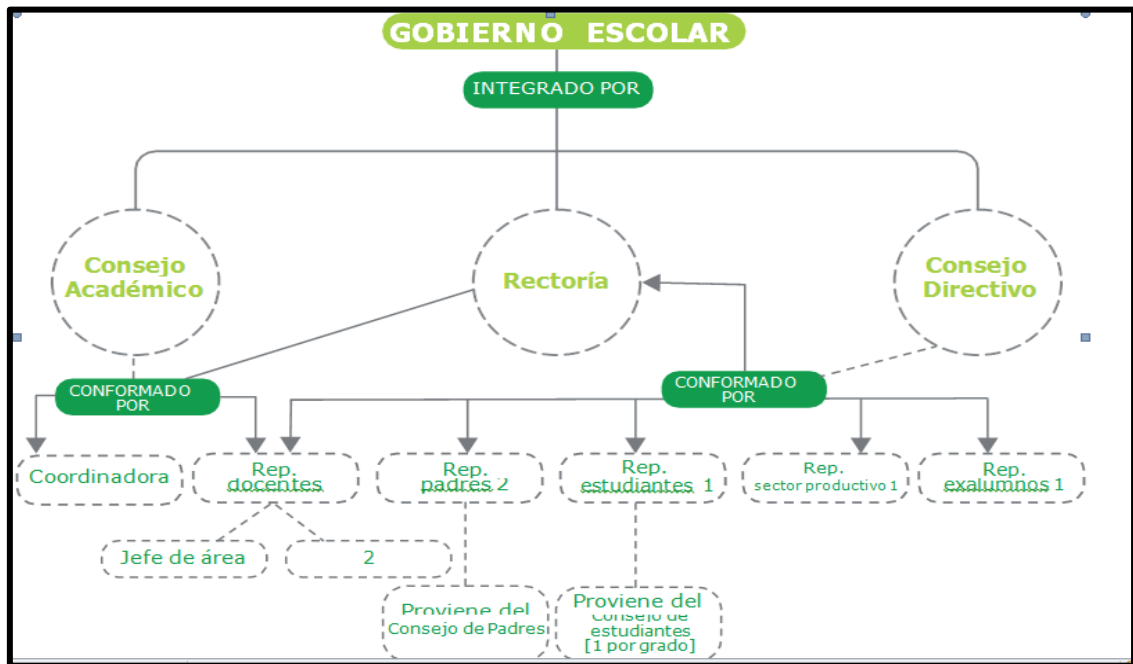 GOBIERNO ESCOLAR
INTEGRADO POR
Consejo
Académico
Rectoría
Consejo
Directivo
CONFORMADO
POR
CONFORMADO
POR
Coordinadora
Rep.
docentes
Rep.
padres 2
Rep.
estudiantes 1
Rep.
sector productivo 1
Rep.
exalumnos 1
Jefe de área
2
Proviene del
Consejo de Padres
Proviene del
Consejo de
estudiantes
[1 por grado]